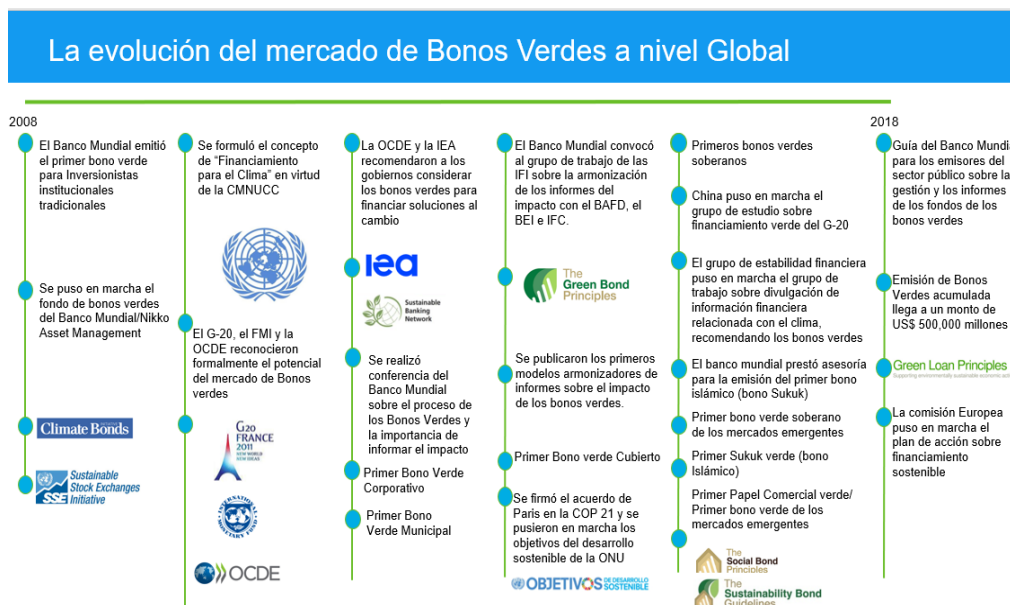 La evolución del mercado de Bonos Verdes a nivel Global
2008
El Banco Mundial emitió
el primer bono verde
para Inversionistas
institucionales
tradicionales
Se puso en marcha el
fondo de bonos verdes
del Banco Mundial/Nikko
Asset Management
Climate Bonds
SSE
Sustainable
Stock Exchanges
Initiative
Se formuló el concepto
de “Financiamiento
para el Clima” en virtud
de la CMNUCC
El G-20, el FMI y la
OCDE reconocieron
formalmente el potencial
del mercado de Bonos
verdes
G20
FRANCE
2011
NEW WORLD
NEW IDEAS
INTERNATIONAL
MONETARY FUND
OCDE
La OCDE y la IEA
recomendaron a los
gobiernos considerar
los bonos verdes para
financiar soluciones al
cambio
iea
Sustainable
Banking
Network
Se realizó
conferencia del
Banco Mundial
sobre el proceso de
los Bonos Verdes y
la importancia de
informar el impacto
Primer Bono Verde
Corporativo
Primer Bono
Verde Municipal
El Banco Mundial convocó
al grupo de trabajo de las
IFI sobre la armonización
de los informes del
impacto con el BAFD, el
BEI e IFC.
The
Green Bond
Principles
Se publicaron los primeros
modelos armonizadores de
informes sobre el impacto
de los bonos verdes.
Primer Bono verde Cubierto
Se firmó el acuerdo de
Paris en la COP 21 y se
pusieron en marcha los
objetivos del desarrollo
sostenible de la ONU
OBJETIVOS DE DESARROLLO
SOSTENIBLE
Primeros bonos verdes
soberanos
China puso en marcha el
grupo de estudio sobre
financiamiento verde del G-20
El grupo de estabilidad financiera
puso en marcha el grupo de
trabajo sobre divulgación de
información financiera
relacionada con el clima,
recomendando los bonos verdes
El banco mundial prestó asesoría
para la emisión del primer bono
islámico (bono Sukuk)
Primer bono verde soberano
de los mercados emergentes
Primer Sukuk verde (bono
Islámico)
Primer Papel Comercial verde/
Primer bono verde de los
mercados emergentes
The
Social Bond
Principles
The
Sustainability Bond
Guidelines
2018
Guía del Banco Mundia
para los emisores del
sector público sobre la
gestión y los informes
de los fondos de los
bonos verdes
Emisión de Bonos
Verdes acumulada
llega a un monto de
US$ 500,000 millones
Green Loan Principles
Supporting environmentally sustainable economic acti
La comisión Europea
puso en marcha el
plan de acción sobre
financiamiento
sostenible